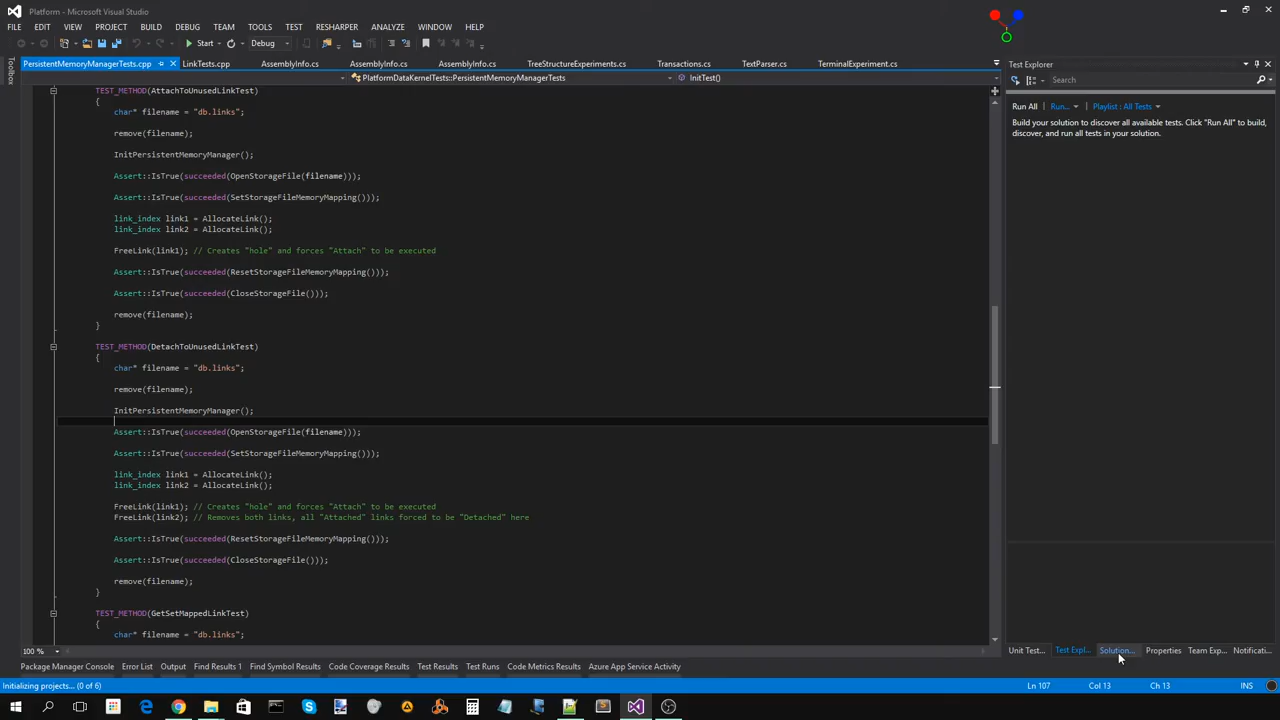 Platform - Microsoft Visual Studio
FILE EDIT VIEW PROJECT BUILD DEBUG TEAM TOOLS TEST RESHARPER ANALYZE WINDOW HELP
Start Debug
PersistentMemoryManagerTests.cpp LinkTests.cpp AssemblyInfo.cs AssemblyInfo.cs AssemblyInfo.cs TreeStructureExperiments.cs Transactions.cs TextParser.cs TerminalExperiment.cs
PlatformDataKernelTests::PersistentMemoryManagerTests InitTest()
TEST_METHOD(AttachToUnusedLinkTest)
{
char* filename = "db.links";
remove(filename);
InitPersistentMemoryManager();
Assert::IsTrue(succeeded(OpenStorageFile(filename)));
Assert::IsTrue(succeeded(SetStorageFileMemoryMapping()));
link_index link1 = AllocateLink();
link_index link2 = AllocateLink();
FreeLink(link1); // Creates "hole" and forces "Attach" to be executed
Assert::IsTrue(succeeded(ResetStorageFileMemoryMapping()));
Assert::IsTrue(succeeded(CloseStorageFile()));
remove(filename);
}
TEST_METHOD(DetachToUnusedLinkTest)
{
char* filename = "db.links";
remove(filename);
InitPersistentMemoryManager();
Assert::IsTrue(succeeded(OpenStorageFile(filename)));
Assert::IsTrue(succeeded(SetStorageFileMemoryMapping()));
link_index link1 = AllocateLink();
link_index link2 = AllocateLink();
FreeLink(link1); // Creates "hole" and forces "Attach" to be executed
FreeLink(link2); // Removes both links, all "Attached" links forced to be "Detached" here
Assert::IsTrue(succeeded(ResetStorageFileMemoryMapping()));
Assert::IsTrue(succeeded(CloseStorageFile()));
remove(filename);
}
TEST_METHOD(GetSetMappedLinkTest)
{
char* filename = "db.links";
100 %
Test Explorer
Search
Run All Run... Playlist : All Tests
Build your solution to discover all available tests. Click "Run All" to build,
discover, and run all tests in your solution.
Unit Test... Test Expl... Solution... Properties Team Exp... Notificati...
Package Manager Console Error List Output Find Results 1 Find Symbol Results Code Coverage Results Test Results Test Runs Code Metrics Results Azure App Service Activity
Initializing projects... (0 of 6) Ln 107 Col 13 Ch 13 INS